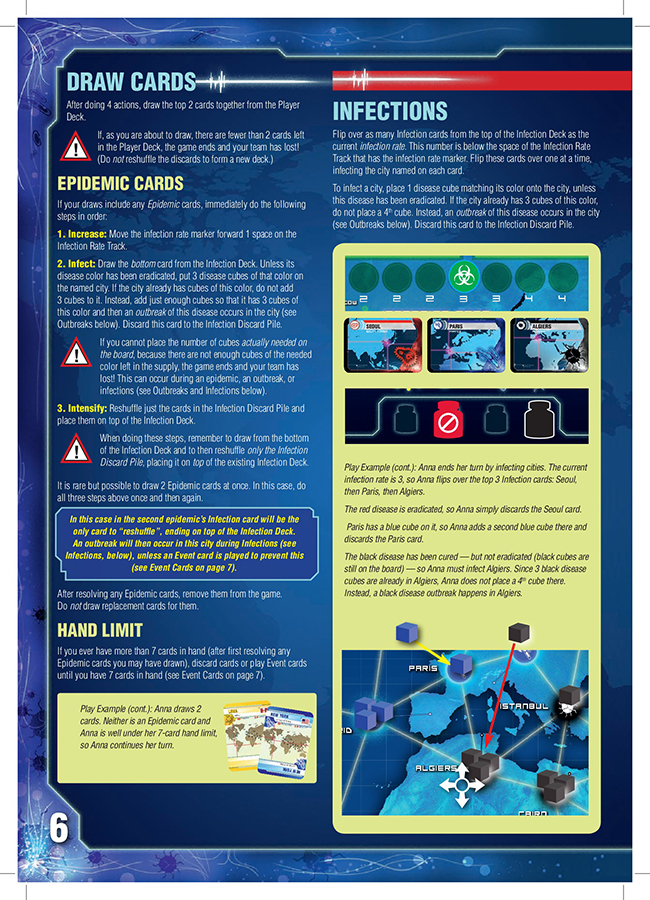 DRAW CARDS
After doing 4 actions, draw the top 2 cards together from the Player
Deck.
If, as you are about to draw, there are fewer than 2 cards left
in the Player Deck, the game ends and your team has lost!
(Do not reshuffle the discards to form a new deck.)
EPIDEMIC CARDS
If your draws include any Epidemic cards, immediately do the following
steps in order:
1. Increase: Move the infection rate marker forward 1 space on the
Infection Rate Track.
2. Infect: Draw the bottom card from the Infection Deck. Unless its
disease color has been eradicated, put 3 disease cubes of that color on
the named city. If the city already has cubes of this color, do not add
3 cubes to it. Instead, add just enough cubes so that it has 3 cubes of
this color and then an outbreak of this disease occurs in the city (see
Outbreaks below). Discard this card to the Infection Discard Pile.
If you cannot place the number of cubes actually needed on
the board, because there are not enough cubes of the needed
color left in the supply, the game ends and your team has
lost! This can occur during an epidemic, an outbreak, or
infections (see Outbreaks and Infections below).
3. Intensify: Reshuffle just the cards in the Infection Discard Pile and
place them on top of the Infection Deck.
When doing these steps, remember to draw from the bottom
of the Infection Deck and to then reshuffle only the Infection
Discard Pile, placing it on top of the existing Infection Deck.
It is rare but possible to draw 2 Epidemic cards at once. In this case, do
all three steps above once and then again.
In this case in the second epidemic's Infection card will be the
only card to "reshuffle", ending on top of the Infection Deck.
An outbreak will then occur in this city during Infections (see
Infections, below), unless an Event card is played to prevent this
(see Event Cards on page 7).
After resolving any Epidemic cards, remove them from the game.
Do not draw replacement cards for them.
HAND LIMIT
If you ever have more than 7 cards in hand (after first resolving any
Epidemic cards you may have drawn), discard cards or play Event cards
until you have 7 cards in hand (see Event Cards on page 7).
Play Example (cont.): Anna draws 2
cards. Neither is an Epidemic card and
Anna is well under her 7-card hand limit,
so Anna continues her turn.
NEW YORK
6
INFECTIONS
Flip over as many Infection cards from the top of the Infection Deck as the
current infection rate. This number is below the space of the Infection Rate
Track that has the infection rate marker. Flip these cards over one at a time,
infecting the city named on each card.
To infect a city, place 1 disease cube matching its color onto the city, unless
this disease has been eradicated. If the city already has 3 cubes of this color,
do not place a 4th cube. Instead, an outbreak of this disease occurs in the city
(see Outbreaks below). Discard this card to the Infection Discard Pile.
2 2 2 3 3 4 4
SEOUL PARIS ALGIERS
Play Example (cont.): Anna ends her turn by infecting cities. The current
infection rate is 3, so Anna flips over the top 3 Infection cards: Seoul,
then Paris, then Algiers.
The red disease is eradicated, so Anna simply discards the Seoul card.
Paris has a blue cube on it, so Anna adds a second blue cube there and
discards the Paris card.
The black disease has been cured — but not eradicated (black cubes are
still on the board) — so Anna must infect Algiers. Since 3 black disease
cubes are already in Algiers, Anna does not place a 4th cube there.
Instead, a black disease outbreak happens in Algiers.
PARIS
ISTANBUL
RID
ALGIERS
CAIRO